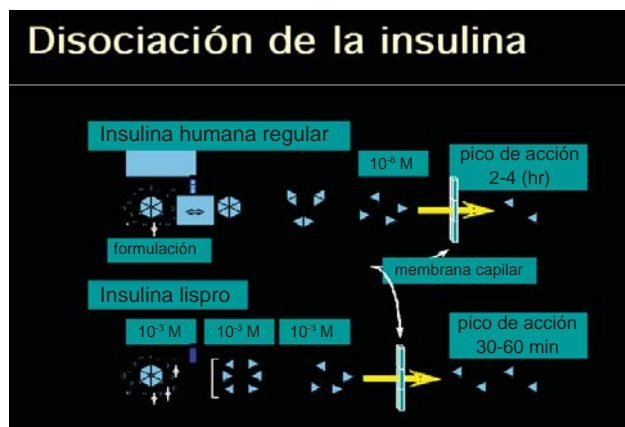 Disociación de la insulina
Insulina humana regular
10⁻⁸ M
pico de acción
2-4 (hr)
formulación
membrana capilar
Insulina lispro
10⁻³ M
10⁻³ M
10⁻³ M
pico de acción
30-60 min